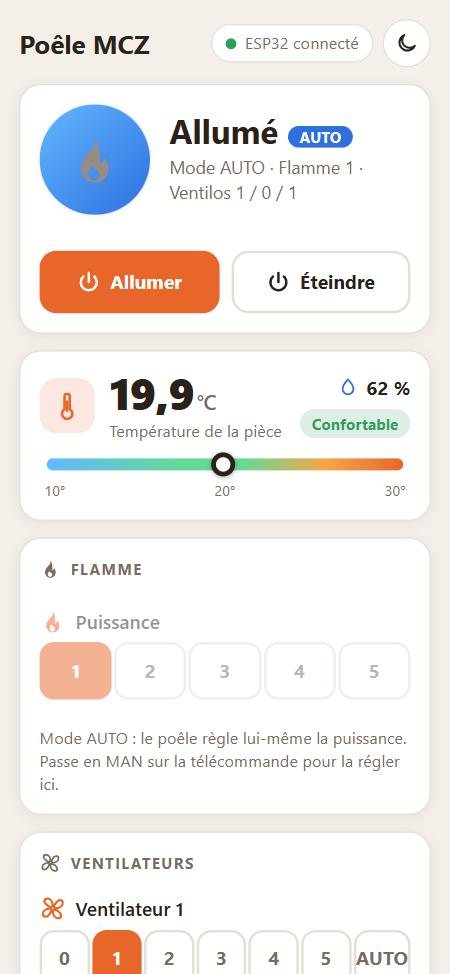 Poêle MCZ
ESP32 connecté
Allumé AUTO
Mode AUTO · Flamme 1 ·
Ventilos 1 / 0 / 1
Allumer
Éteindre
19,9 °C
62 %
Température de la pièce
Confortable
10° 20° 30°
FLAMME
Puissance
1 2 3 4 5
Mode AUTO : le poêle règle lui-même la puissance.
Passe en MAN sur la télécommande pour la régler
ici.
VENTILATEURS
Ventilateur 1
0 1 2 3 4 5 AUTO